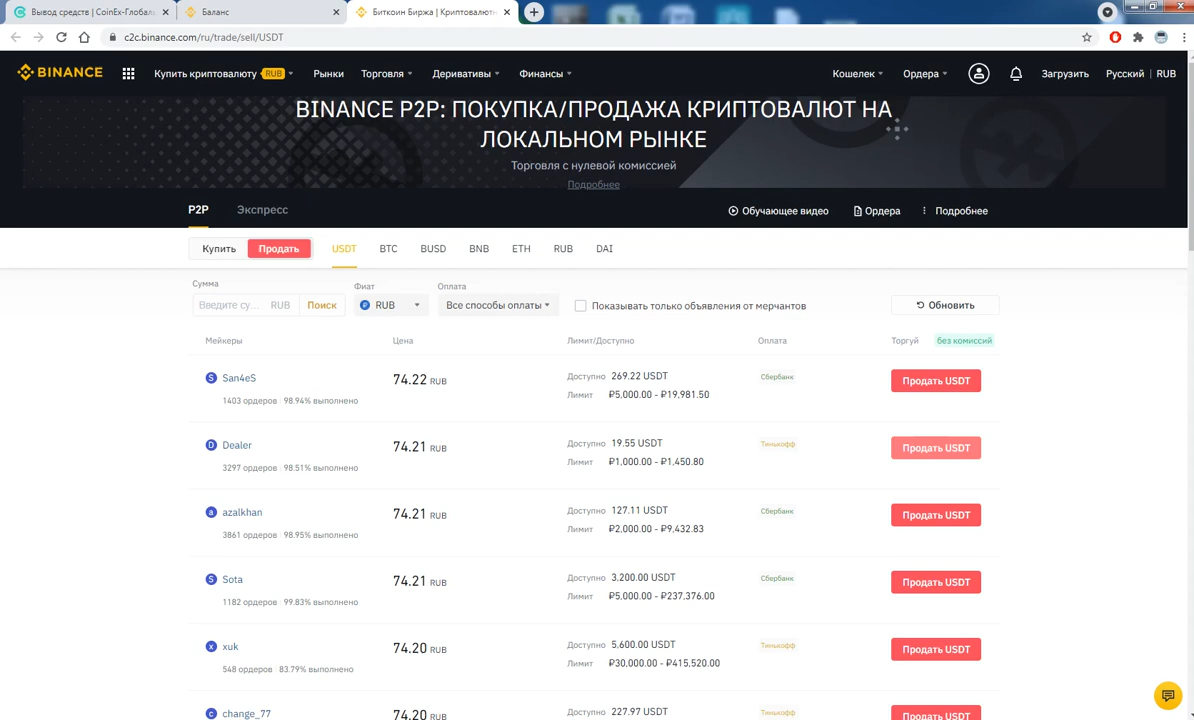 Вывод средств | CoinEx-Глобаль
Баланс
Биткоин Биржа | Криптовалютн
c2c.binance.com/ru/trade/sell/USDT
BINANCE
Купить криптовалюту RUB
Рынки
Торговля
Деривативы
Финансы
Кошелек
Ордера
Загрузить
Русский | RUB
BINANCE P2P: ПОКУПКА/ПРОДАЖА КРИПТОВАЛЮТ НА
ЛОКАЛЬНОМ РЫНКЕ
Торговля с нулевой комиссией
Подробнее
P2P
Экспресс
Обучающее видео
Ордера
Подробнее
Купить
Продать
USDT
BTC
BUSD
BNB
ETH
RUB
DAI
Сумма
Введите су... RUB Поиск
Фиат
RUB
Оплата
Все способы оплаты
Показывать только объявления от мерчантов
Обновить
Мейкеры Цена Лимит/Доступно Оплата Торгуй без комиссий
S San4eS 74.22 RUB Доступно 269.22 USDT Сбербанк Продать USDT
1403 ордеров | 98.94% выполнено Лимит ₽5,000.00 - ₽19,981.50
D Dealer 74.21 RUB Доступно 19.55 USDT Тинькофф Продать USDT
3297 ордеров | 98.51% выполнено Лимит ₽1,000.00 - ₽1,450.80
a azalkhan 74.21 RUB Доступно 127.11 USDT Сбербанк Продать USDT
3861 ордеров | 98.95% выполнено Лимит ₽2,000.00 - ₽9,432.83
S Sota 74.21 RUB Доступно 3,200.00 USDT Сбербанк Продать USDT
1182 ордеров | 99.83% выполнено Лимит ₽5,000.00 - ₽237,376.00
x xuk 74.20 RUB Доступно 5,600.00 USDT Тинькофф Продать USDT
548 ордеров | 83.79% выполнено Лимит ₽30,000.00 - ₽415,520.00
c change_77 74.20 RUB Доступно 227.97 USDT Тинькофф Продать USDT